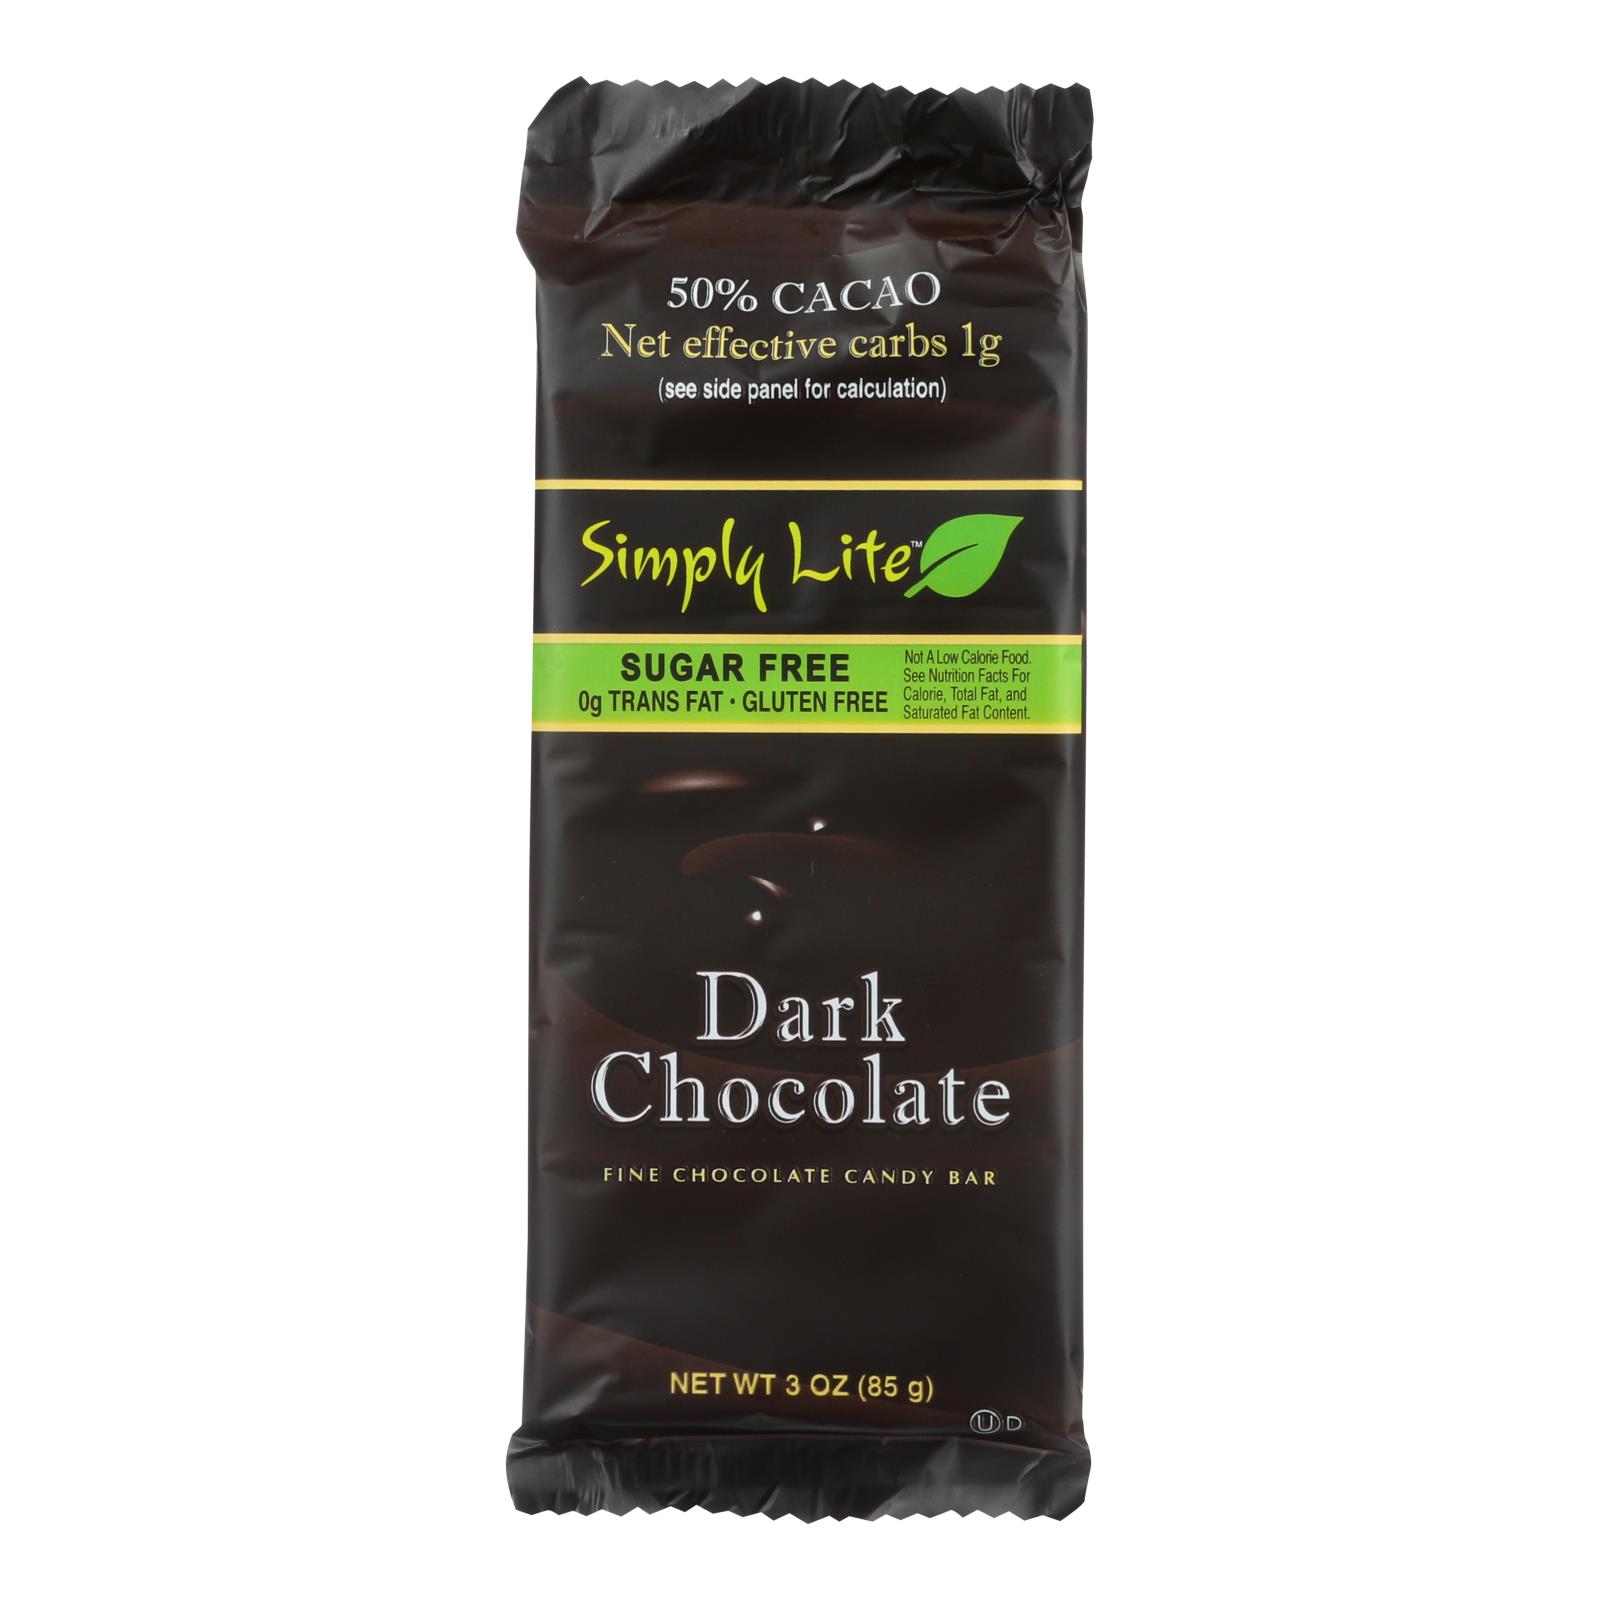 50% CACAO
Net effective carbs 1g
(see side panel for calculation)
Simply Lite™
SUGAR FREE
0g TRANS FAT · GLUTEN FREE
Not A Low Calorie Food.
See Nutrition Facts For
Calorie, Total Fat, and
Saturated Fat Content.
Dark
Chocolate
FINE CHOCOLATE CANDY BAR
NET WT 3 OZ (85 g)
Ⓤ D